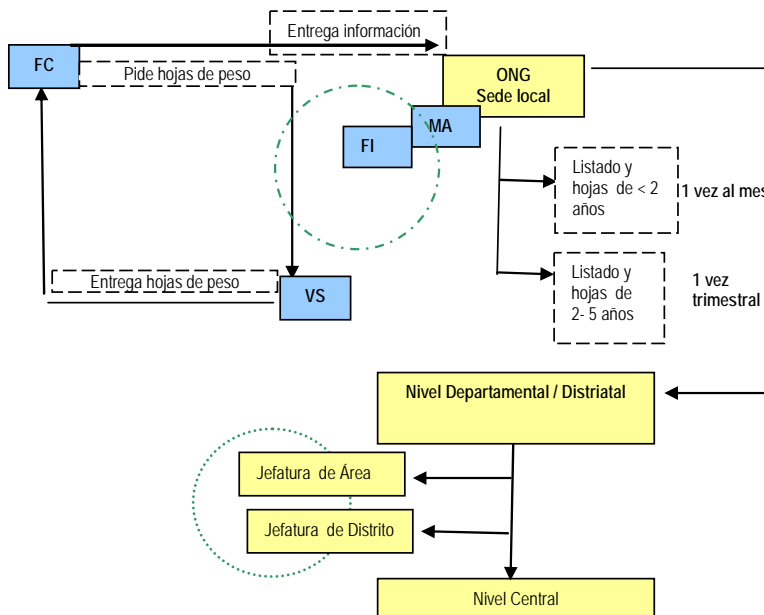 Entrega información
FC
Pide hojas de peso
ONG
Sede local
MA
FI
Listado y
hojas de < 2
años
1 vez al mes
Listado y
hojas de
2- 5 años
1 vez
trimestral
Entrega hojas de peso
VS
Nivel Departamental / Distriatal
Jefatura de Área
Jefatura de Distrito
Nivel Central